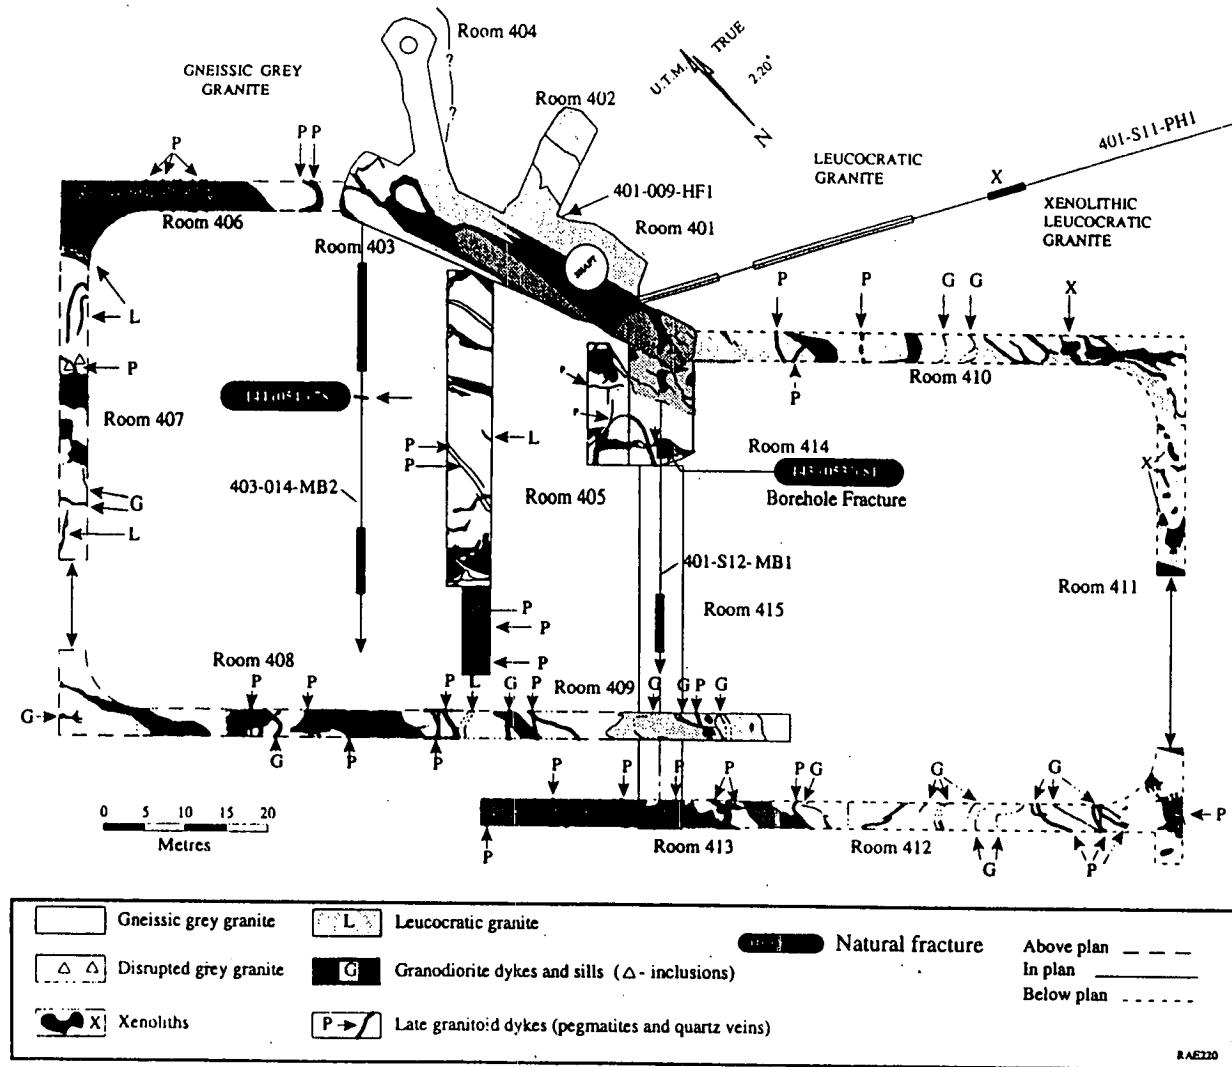 Room 404
GNEISSIC GREY
GRANITE
U.T.M.
TRUE
2.20°
N
Room 402
401-S11-PH1
P
P P
LEUCOCRATIC
GRANITE
X
401-009-HF1
XENOLITHIC
LEUCOCRATIC
GRANITE
Room 401
Room 406
Room 403
SHAFT
L
P
P
G
G
X
P
Room 410
P
Room 407
P
P
Room 414
P
P
L
X
403-014-MB2
Room 405
Borehole Fracture
G
L
401-S12-MB1
Room 411
Room 415
P
P
P
Room 408
Room 409
P
P
P
L
G
P
G
G
P
G
G
G
P
P
P
P
P
P
P
G
G
G
0 5 10 15 20
Metres
P
P
Room 413
Room 412
G
P
Gneissic grey granite
L
Leucocratic granite
Natural fracture
Above plan
Disrupted grey granite
G
Granodiorite dykes and sills (Δ - inclusions)
In plan
Below plan
X
Xenoliths
P
Late granitoid dykes (pegmatites and quartz veins)
RAE220